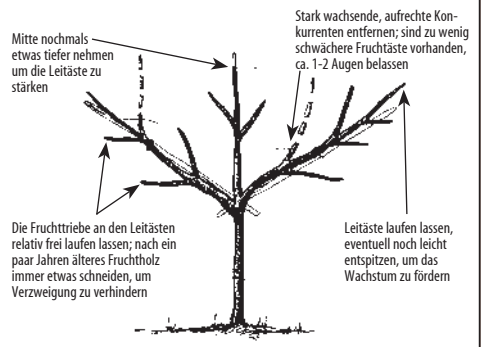 Mitte nochmals
etwas tiefer nehmen
um die Leitäste zu
stärken
Stark wachsende, aufrechte Kon-
kurrenten entfernen; sind zu wenig
schwächere Fruchtäste vorhanden,
ca. 1-2 Augen belassen
Die Fruchttriebe an den Leitästen
relativ frei laufen lassen; nach ein
paar Jahren älteres Fruchtholz
immer etwas schneiden, um
Verzweigung zu verhindern
Leitäste laufen lassen,
eventuell noch leicht
entspitzen, um das
Wachstum zu fördern